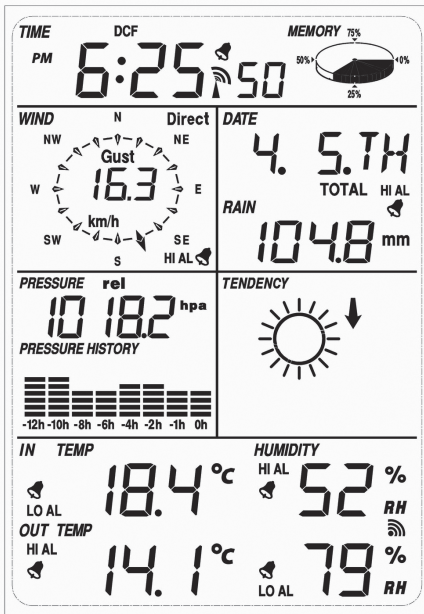 TIME DCF MEMORY 75%
PM 6:25 50 50% 0%
25%
WIND N Direct
NW NE
Gust
W 16.3 E
km/h
SW SE
S HI AL
DATE
4. 5.TH
TOTAL HI AL
RAIN
104.8 mm
PRESSURE rel
1018.2 hpa
PRESSURE HISTORY
-12h -10h -8h -6h -4h -2h -1h 0h
TENDENCY
IN TEMP HUMIDITY
HI AL
18.4 °C 52 %
LO AL RH
OUT TEMP
HI AL
14.1 °C 79 %
LO AL RH